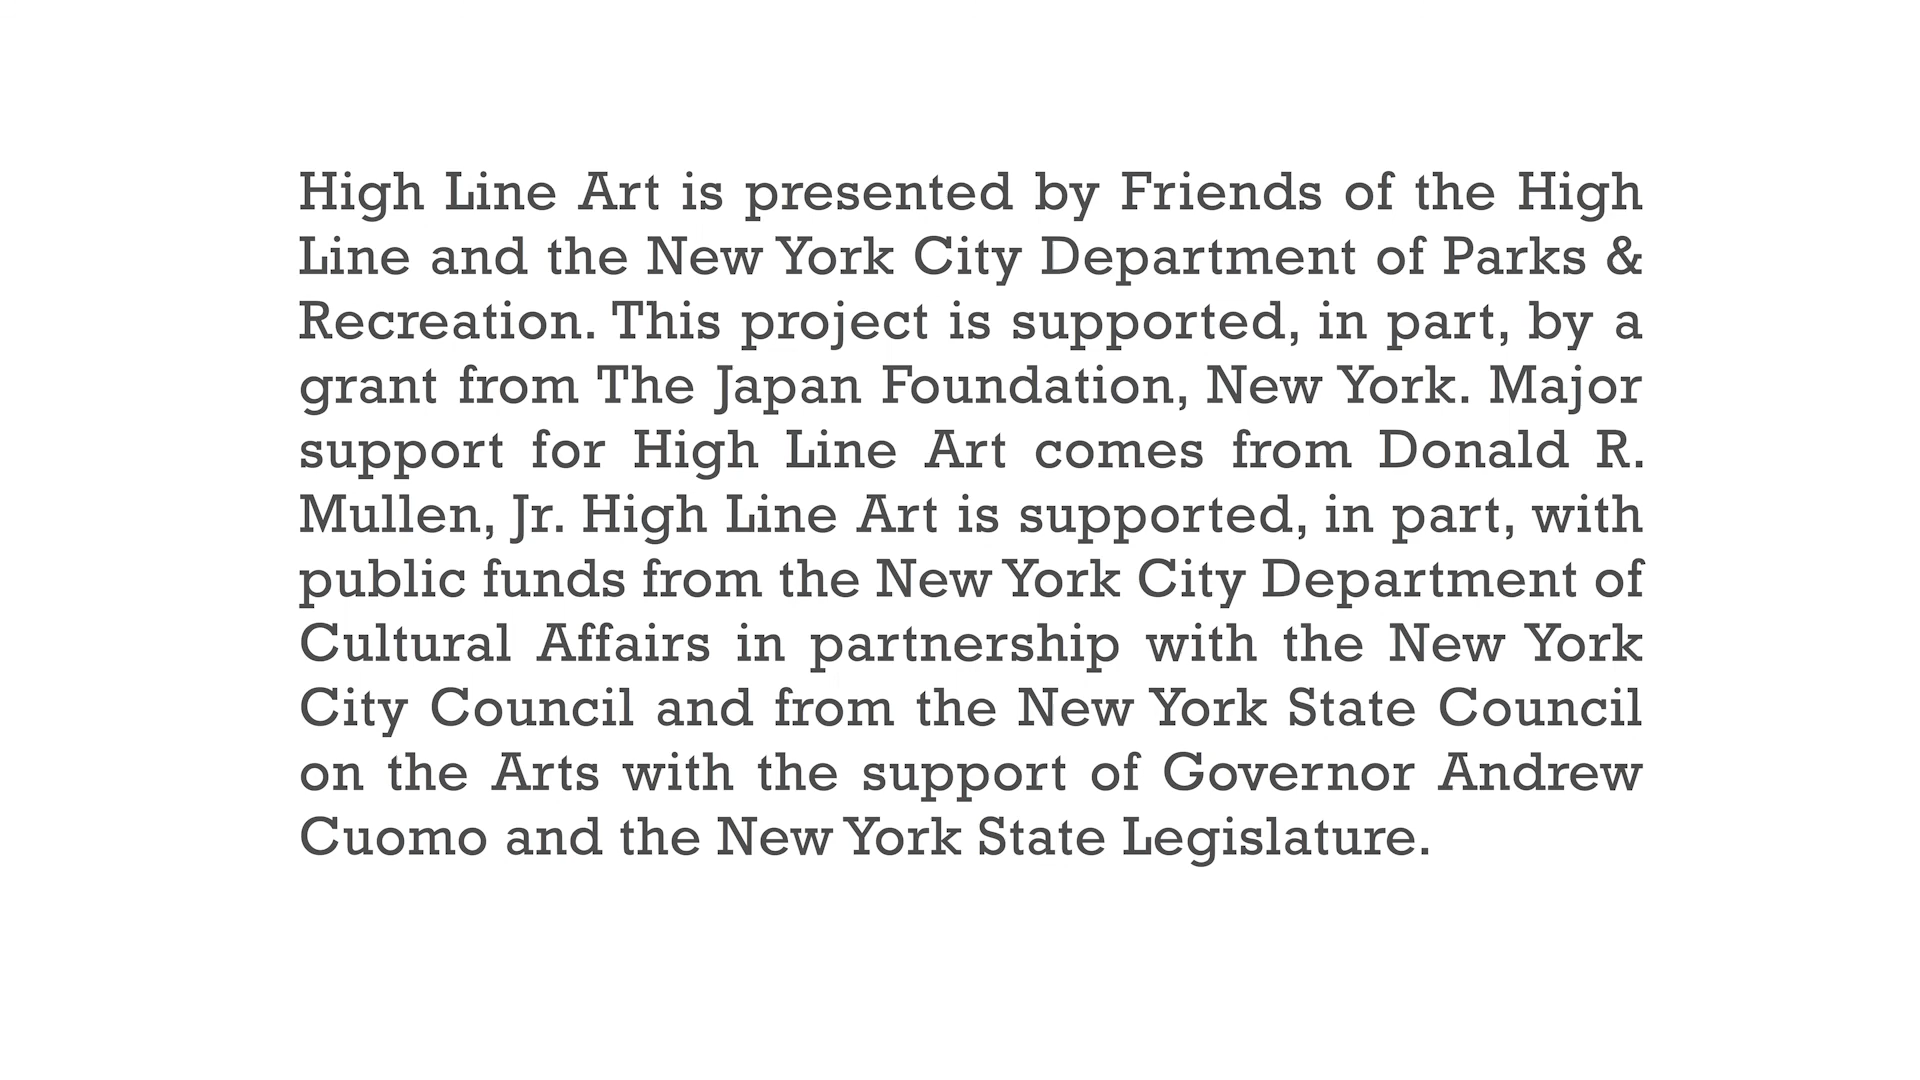 High Line Art is presented by Friends of the High
Line and the New York City Department of Parks &
Recreation. This project is supported, in part, by a
grant from The Japan Foundation, New York. Major
support for High Line Art comes from Donald R.
Mullen, Jr. High Line Art is supported, in part, with
public funds from the New York City Department of
Cultural Affairs in partnership with the New York
City Council and from the New York State Council
on the Arts with the support of Governor Andrew
Cuomo and the New York State Legislature.